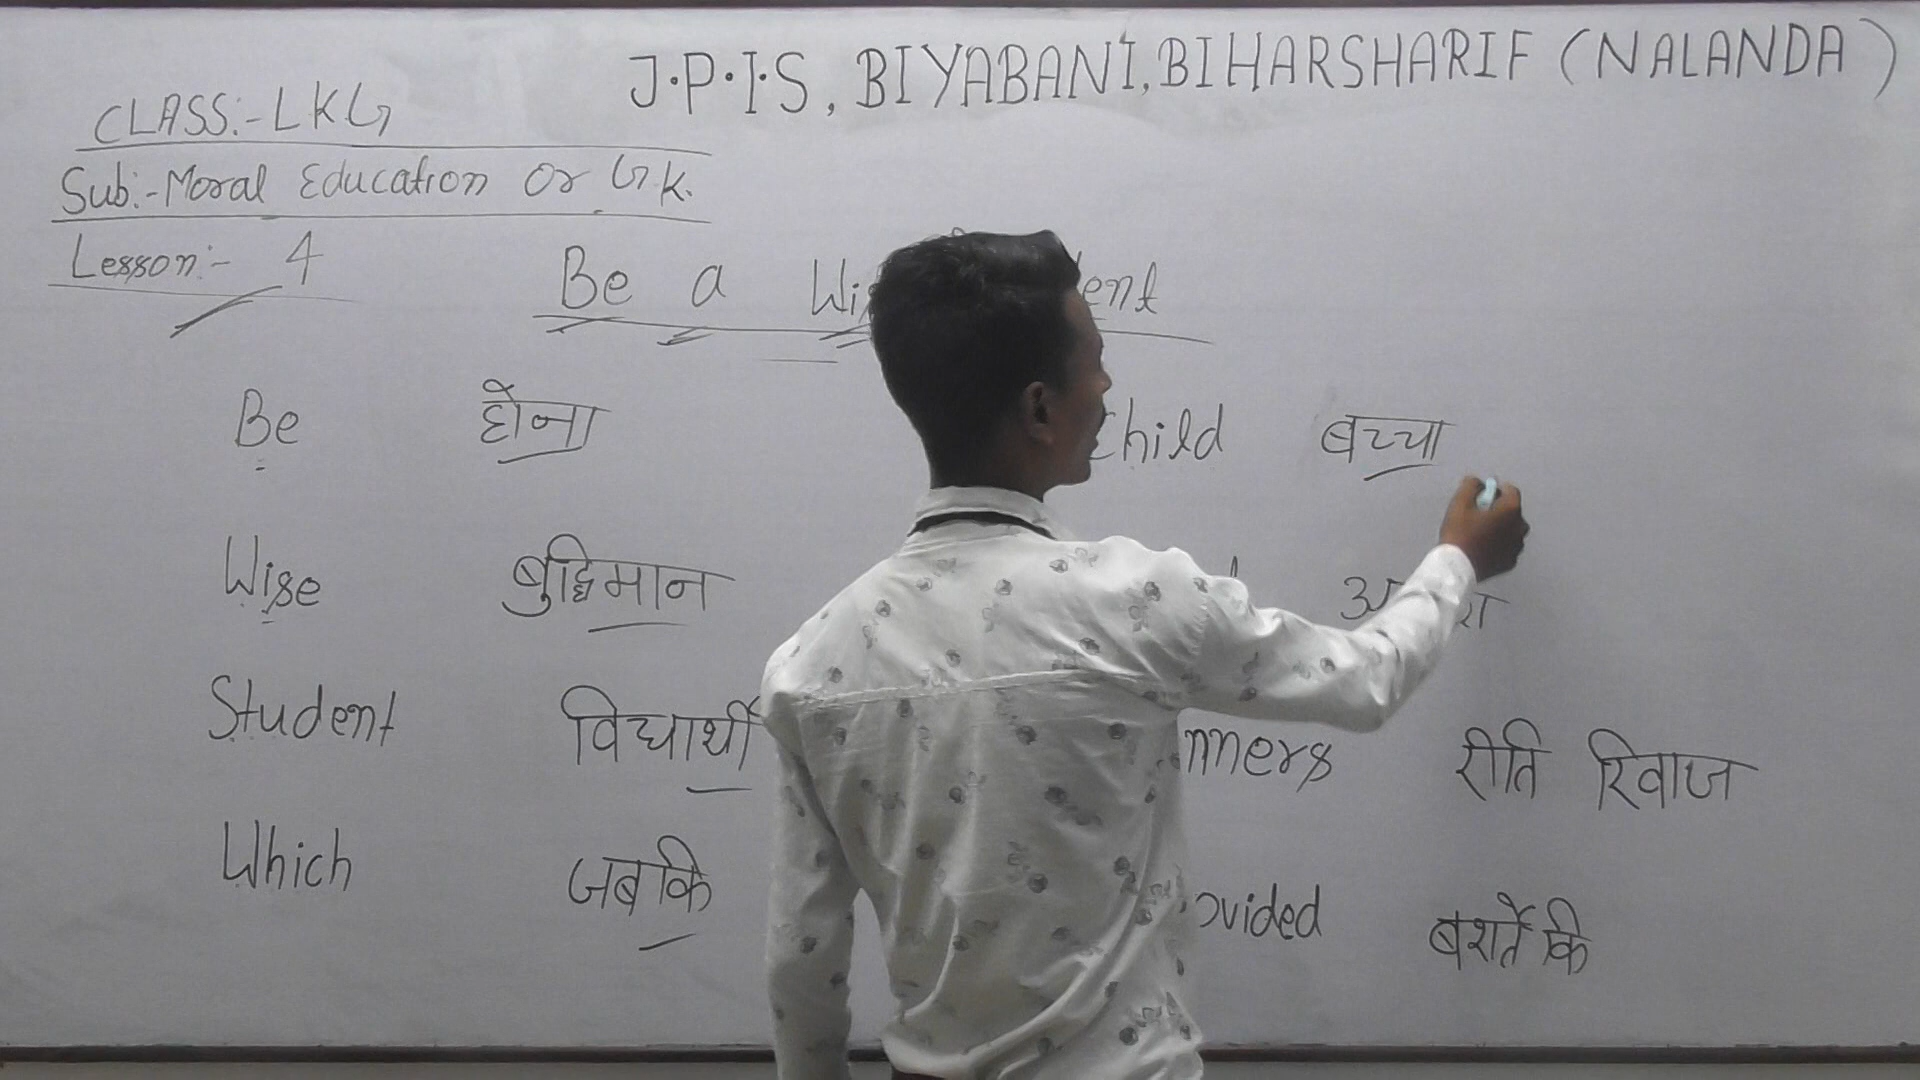 J.P.I.S, BIYABANI, BIHARSHARIF (NALANDA)
CLASS:- LKG
Sub:- Moral Education Or G.K.
Lesson:- 4
Be a
Be होना
Child बच्चा
Wise बुद्धिमान
Student विद्यार्थी
रीति रिवाज
Which जबकि
बशर्ते कि